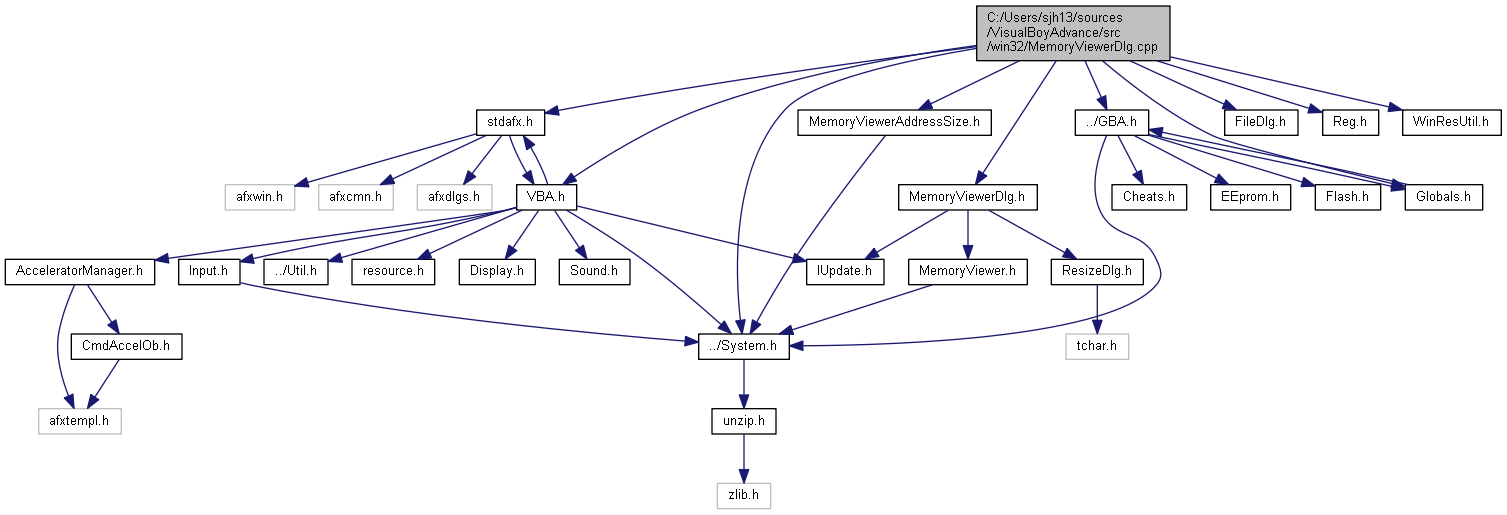 C:/Users/sjh13/sources
/VisualBoyAdvance/src
/win32/MemoryViewerDlg.cpp
stdafx.h
MemoryViewerAddressSize.h
../GBA.h
FileDlg.h
Reg.h
WinResUtil.h
afxwin.h
afxcmn.h
afxdlgs.h
VBA.h
MemoryViewerDlg.h
Cheats.h
EEprom.h
Flash.h
Globals.h
AcceleratorManager.h
Input.h
../Util.h
resource.h
Display.h
Sound.h
IUpdate.h
MemoryViewer.h
ResizeDlg.h
CmdAccelOb.h
../System.h
tchar.h
afxtempl.h
unzip.h
zlib.h